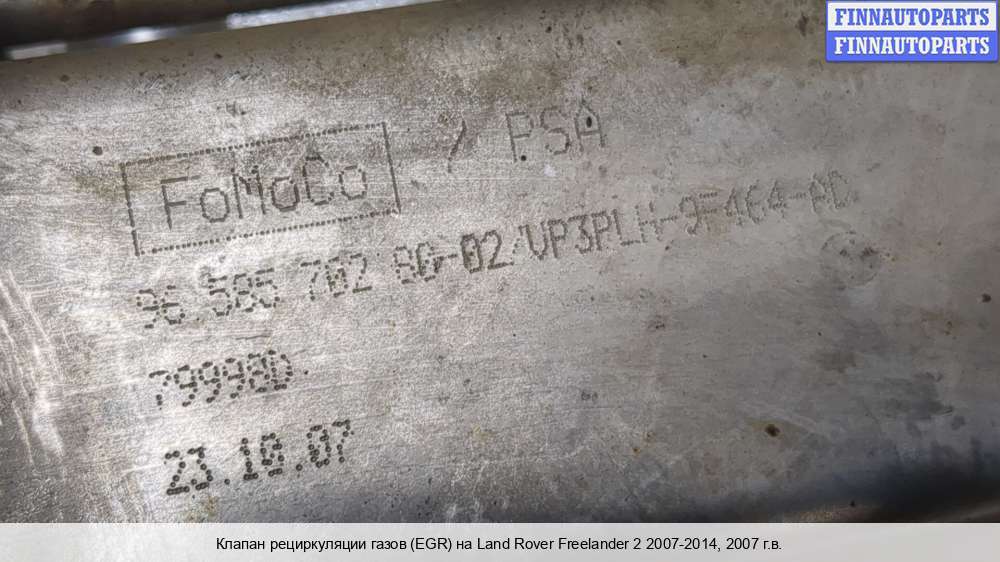 FINNAUTOPARTS
FINNAUTOPARTS
FoMoCo / PSA
96 585 702 80-02/VP3PLH-9F464-AC
79998D
23.10.07
Клапан рециркуляции газов (EGR) на Land Rover Freelander 2 2007-2014, 2007 г.в.